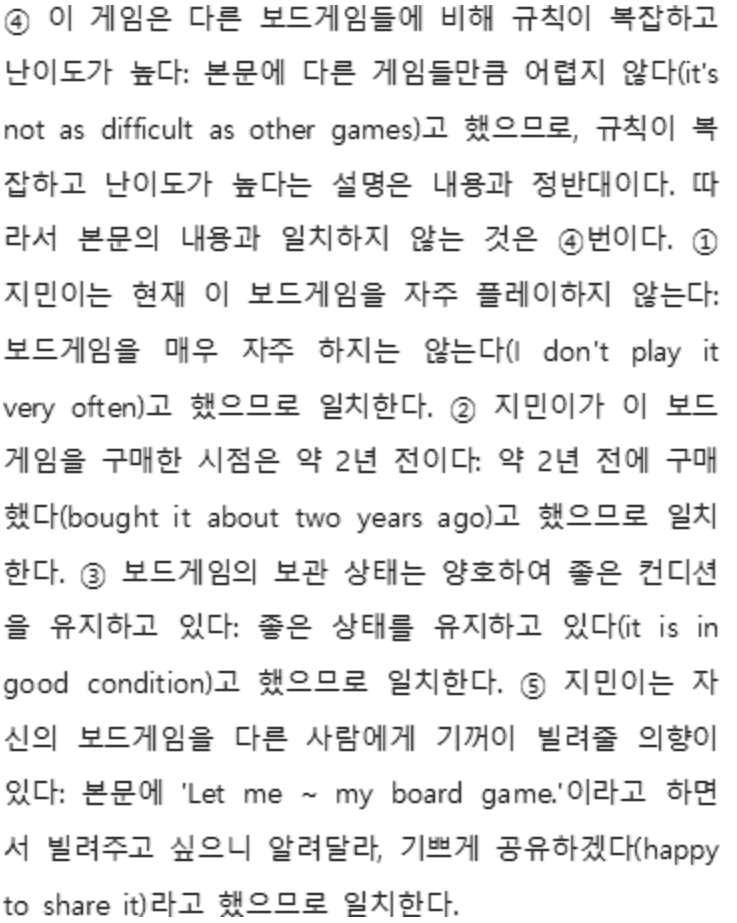 ④ 이 게임은 다른 보드게임들에 비해 규칙이 복잡하고
난이도가 높다: 본문에 다른 게임들만큼 어렵지 않다(it's
not as difficult as other games)고 했으므로, 규칙이 복
잡하고 난이도가 높다는 설명은 내용과 정반대이다. 따
라서 본문의 내용과 일치하지 않는 것은 ④번이다. ①
지민이는 현재 이 보드게임을 자주 플레이하지 않는다:
보드게임을 매우 자주 하지는 않는다(I don't play it
very often)고 했으므로 일치한다. ② 지민이가 이 보드
게임을 구매한 시점은 약 2년 전이다: 약 2년 전에 구매
했다(bought it about two years ago)고 했으므로 일치
한다. ③ 보드게임의 보관 상태는 양호하여 좋은 컨디션
을 유지하고 있다: 좋은 상태를 유지하고 있다(it is in
good condition)고 했으므로 일치한다. ⑤ 지민이는 자
신의 보드게임을 다른 사람에게 기꺼이 빌려줄 의향이
있다: 본문에 'Let me ~ my board game.'이라고 하면
서 빌려주고 싶으니 알려달라, 기쁘게 공유하겠다(happy
to share it)라고 했으므로 일치한다.